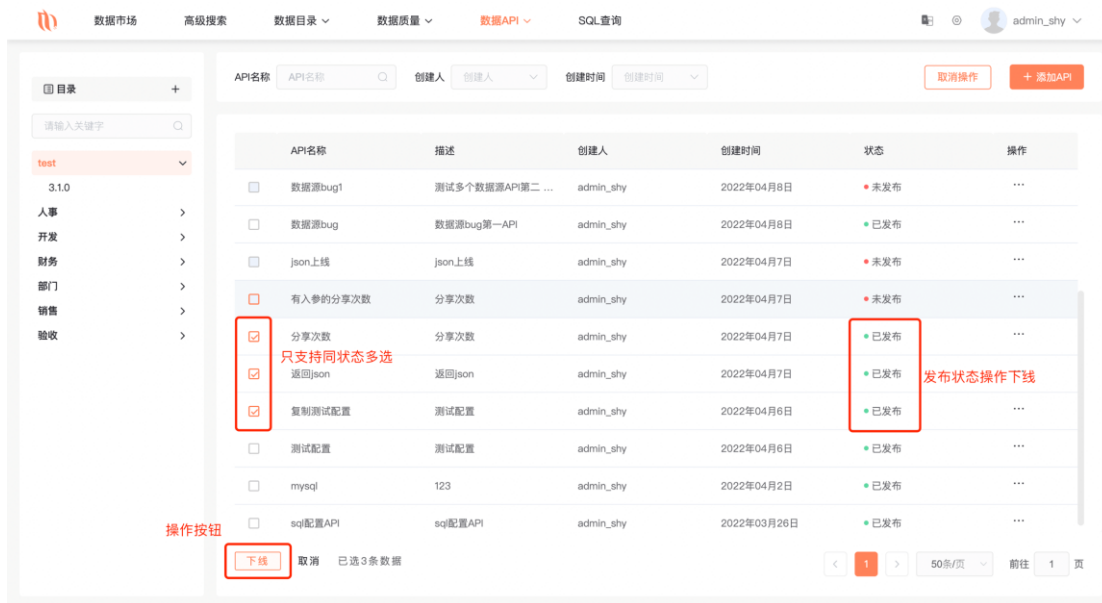 数据市场 高级搜索 数据目录 数据质量 数据API SQL查询 admin_shy
目录 +
请输入关键字
test
3.1.0
人事
开发
财务
部门
销售
验收
API名称 API名称 创建人 创建人 创建时间 创建时间 取消操作 + 添加API
API名称 描述 创建人 创建时间 状态 操作
数据源bug1 测试多个数据源API第二 ... admin_shy 2022年04月8日 未发布 ...
数据源bug 数据源bug第一API admin_shy 2022年04月8日 已发布 ...
json上线 json上线 admin_shy 2022年04月7日 未发布 ...
有入参的分享次数 分享次数 admin_shy 2022年04月7日 未发布 ...
分享次数 分享次数 admin_shy 2022年04月7日 已发布 ...
只支持同状态多选
返回json 返回json admin_shy 2022年04月7日 已发布 ...
发布状态操作下线
复制测试配置 测试配置 admin_shy 2022年04月6日 已发布 ...
测试配置 测试配置 admin_shy 2022年04月6日 已发布 ...
mysql 123 admin_shy 2022年04月2日 已发布 ...
sql配置API sql配置API admin_shy 2022年03月26日 已发布 ...
操作按钮
下线 取消 已选3条数据 < 1 > 50条/页 前往 1 页